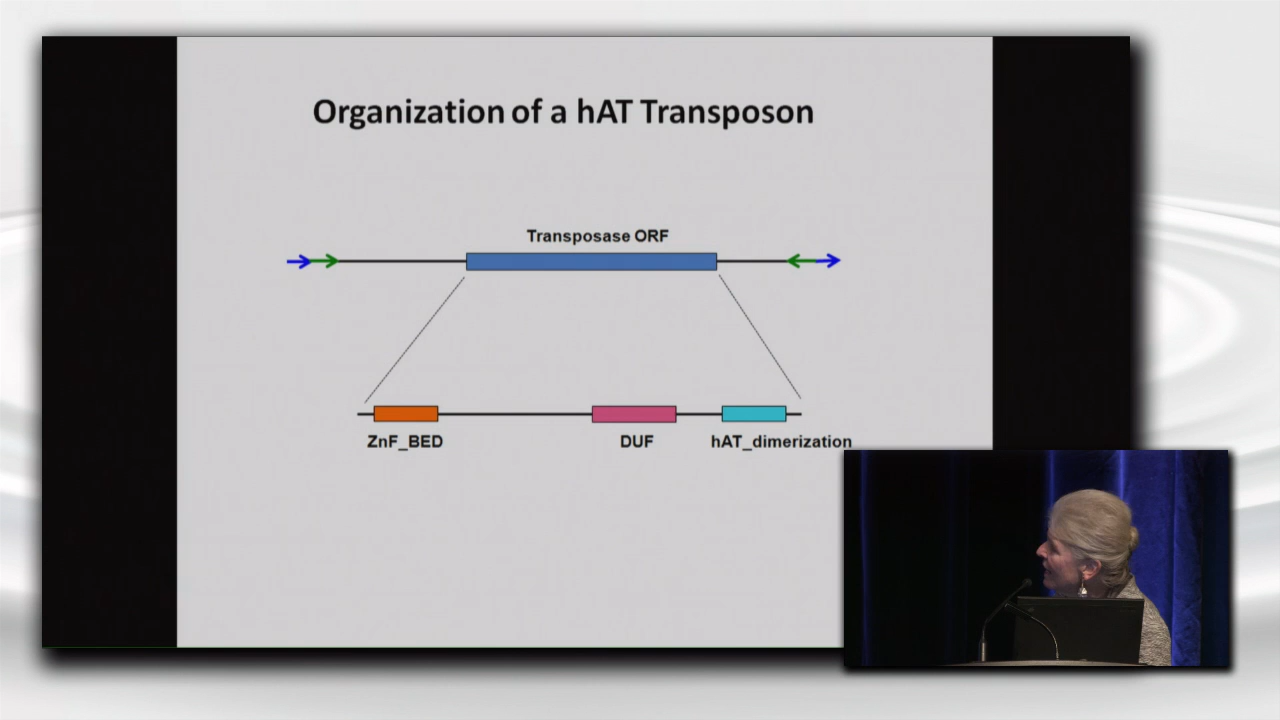 Organization of a hAT Transposon
Transposase ORF
ZnF_BED
DUF
hAT_dimerization